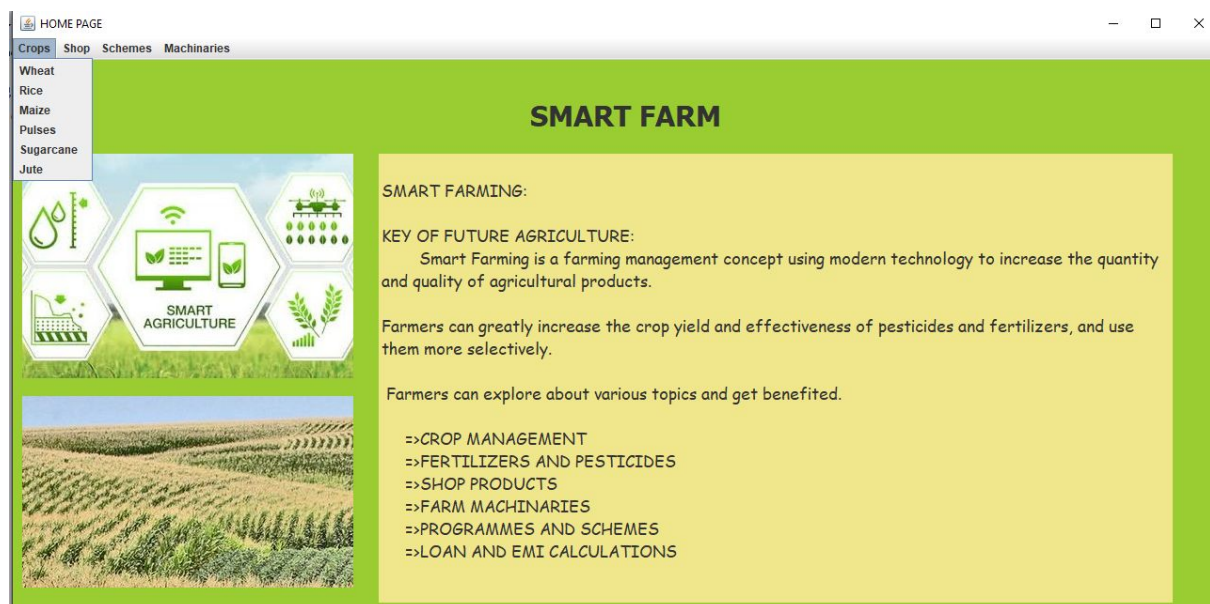 HOME PAGE
Crops Shop Schemes Machinaries
Wheat
Rice
Maize
Pulses
Sugarcane
Jute
SMART FARM
SMART
AGRICULTURE
SMART FARMING:
KEY OF FUTURE AGRICULTURE:
Smart Farming is a farming management concept using modern technology to increase the quantity
and quality of agricultural products.
Farmers can greatly increase the crop yield and effectiveness of pesticides and fertilizers, and use
them more selectively.
Farmers can explore about various topics and get benefited.
=>CROP MANAGEMENT
=>FERTILIZERS AND PESTICIDES
=>SHOP PRODUCTS
=>FARM MACHINARIES
=>PROGRAMMES AND SCHEMES
=>LOAN AND EMI CALCULATIONS